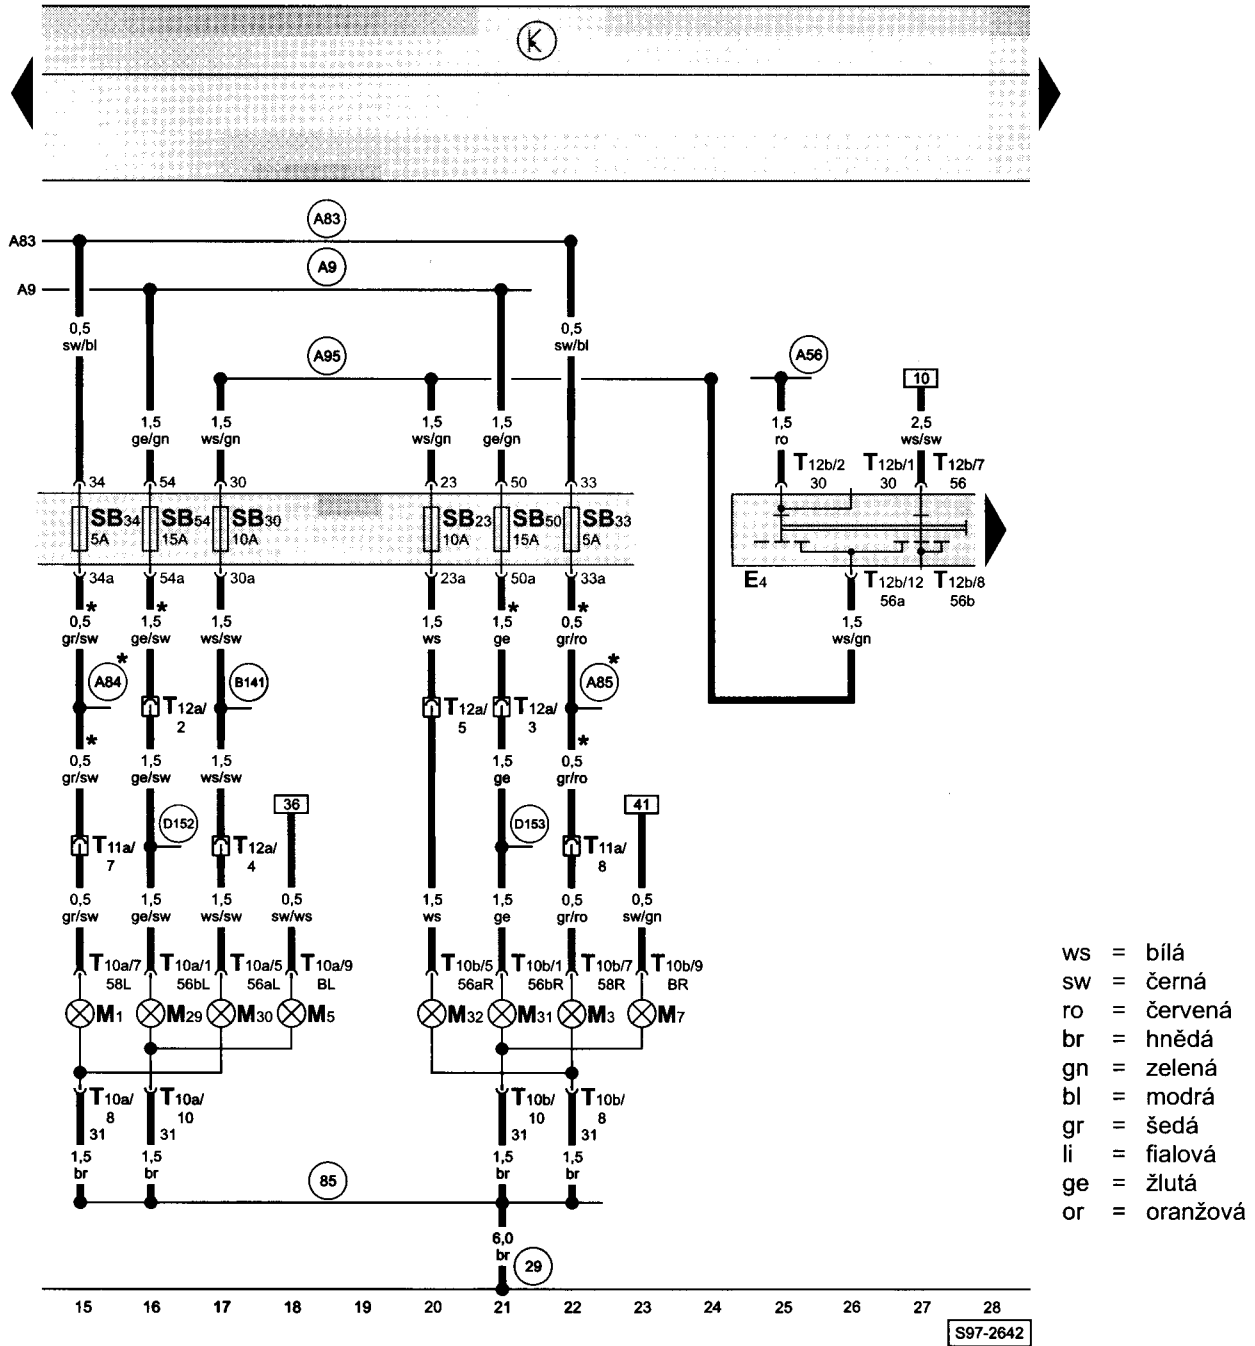 K
A83
A83
A9
A9
0,5 0,5
sw/bl sw/bl
A95 A56
10
1,5 1,5 1,5 1,5 1,5 2,5
ge/gn ws/gn ws/gn ge/gn ro ws/sw
T12b/2 T12b/1 T12b/7
30 30 56
34 54 30 23 50 33
SB34 SB54 SB30 SB23 SB50 SB33
5A 15A 10A 10A 15A 5A
34a 54a 30a 23a 50a 33a
E4 T12b/12 T12b/8
56a 56b
* * * *
0,5 1,5 1,5 1,5 1,5 0,5 1,5
gr/sw ge/sw ws/sw ws ge gr/ro ws/gn
* *
A84 B141 A85
T12a/ T12a/ T12a/
2 5 3
* *
0,5 1,5 1,5 1,5 0,5
gr/sw ge/sw ws/sw ge gr/ro
36 41
D152 D153
T11a/ T12a/ T11a/
7 4 8
0,5 1,5 1,5 0,5 1,5 1,5 0,5 0,5
gr/sw ge/sw ws/sw sw/ws ws ge gr/ro sw/gn
T10a/7 T10a/1 T10a/5 T10a/9 T10b/5 T10b/1 T10b/7 T10b/9
58L 56bL 56aL BL 56aR 56bR 58R BR
M1 M29 M30 M5 M32 M31 M3 M7
T10a/ T10a/ T10b/ T10b/
8 10 10 8
31 31 31 31
1,5 1,5 1,5 1,5
br br br br
85
6,0
br
29
15 16 17 18 19 20 21 22 23 24 25 26 27 28
S97-2642
ws = bílá
sw = černá
ro = červená
br = hnědá
gn = zelená
bl = modrá
gr = šedá
li = fialová
ge = žlutá
or = oranžová